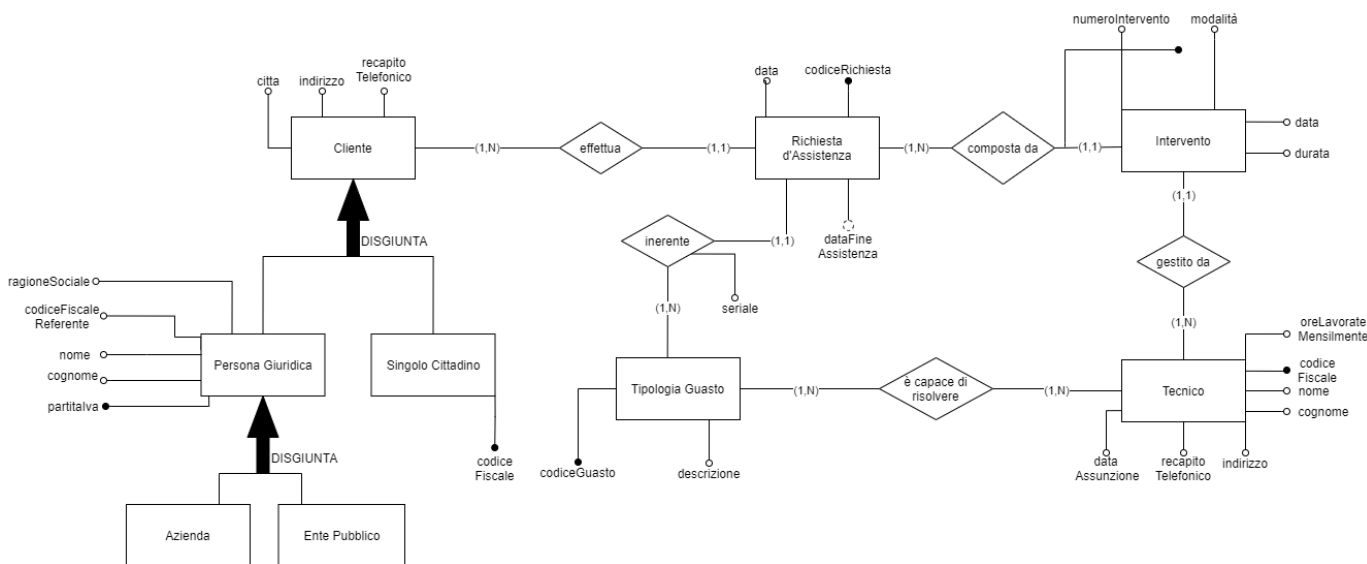 numeroIntervento
modalità
recapito
Telefonico
citta
indirizzo
data
codiceRichiesta
Cliente
(1,N)
effettua
(1,1)
Richiesta
d'Assistenza
(1,N)
composta da
(1,1)
Intervento
data
durata
DISGIUNTA
inerente
(1,1)
dataFine
Assistenza
(1,1)
gestito da
ragioneSociale
codiceFiscale
Referente
nome
cognome
partitaIva
Persona Giuridica
Singolo Cittadino
seriale
(1,N)
(1,N)
oreLavorate
Mensilmente
codice
Fiscale
nome
cognome
Tipologia Guasto
(1,N)
è capace di
risolvere
(1,N)
Tecnico
DISGIUNTA
codice
Fiscale
codiceGuasto
descrizione
data
Assunzione
recapito
Telefonico
indirizzo
Azienda
Ente Pubblico